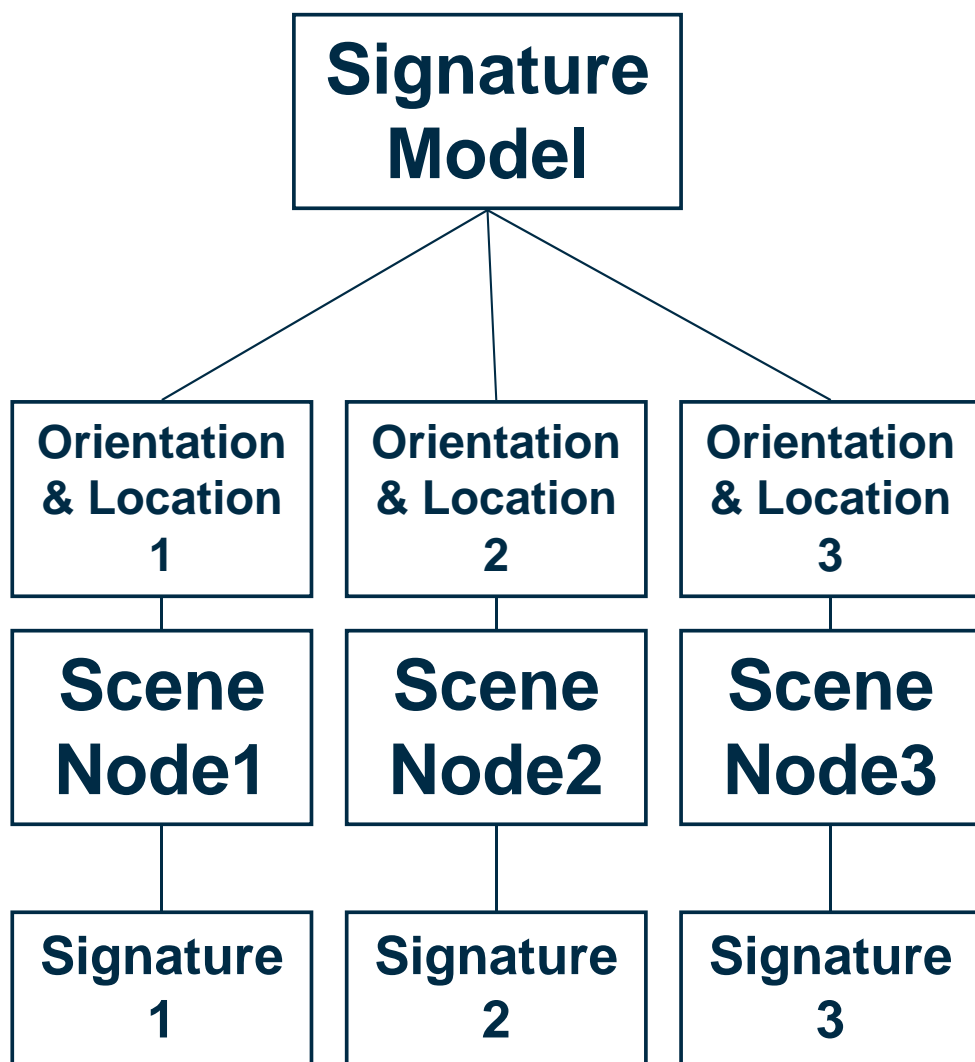 Signature
Model
Orientation
& Location
1
Orientation
& Location
2
Orientation
& Location
3
Scene
Node1
Scene
Node2
Scene
Node3
Signature
1
Signature
2
Signature
3